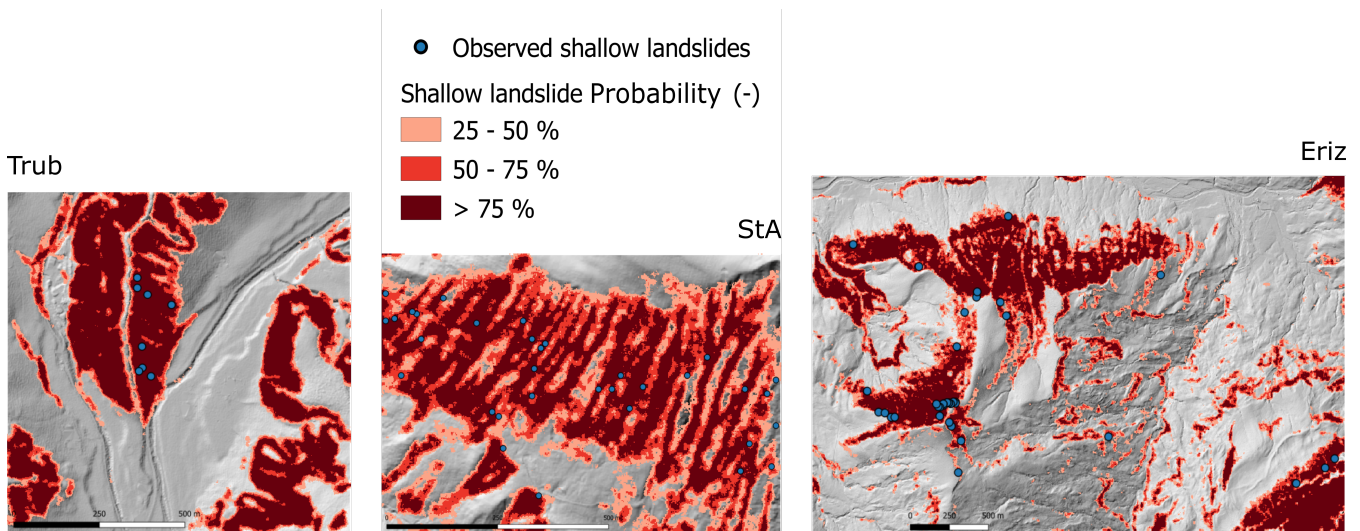 Observed shallow landslides
Shallow landslide Probability (-)
25 - 50 %
50 - 75 %
> 75 %
Trub
StA
Eriz
250 500 m
500 m
0 250 500 m